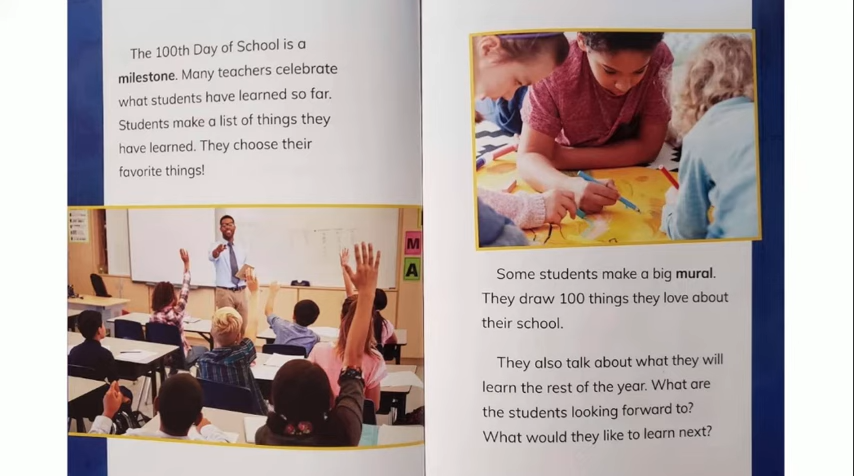 The 100th Day of School is a
milestone. Many teachers celebrate
what students have learned so far.
Students make a list of things they
have learned. They choose their
favorite things!
M
A
Some students make a big mural.
They draw 100 things they love about
their school.
They also talk about what they will
learn the rest of the year. What are
the students looking forward to?
What would they like to learn next?